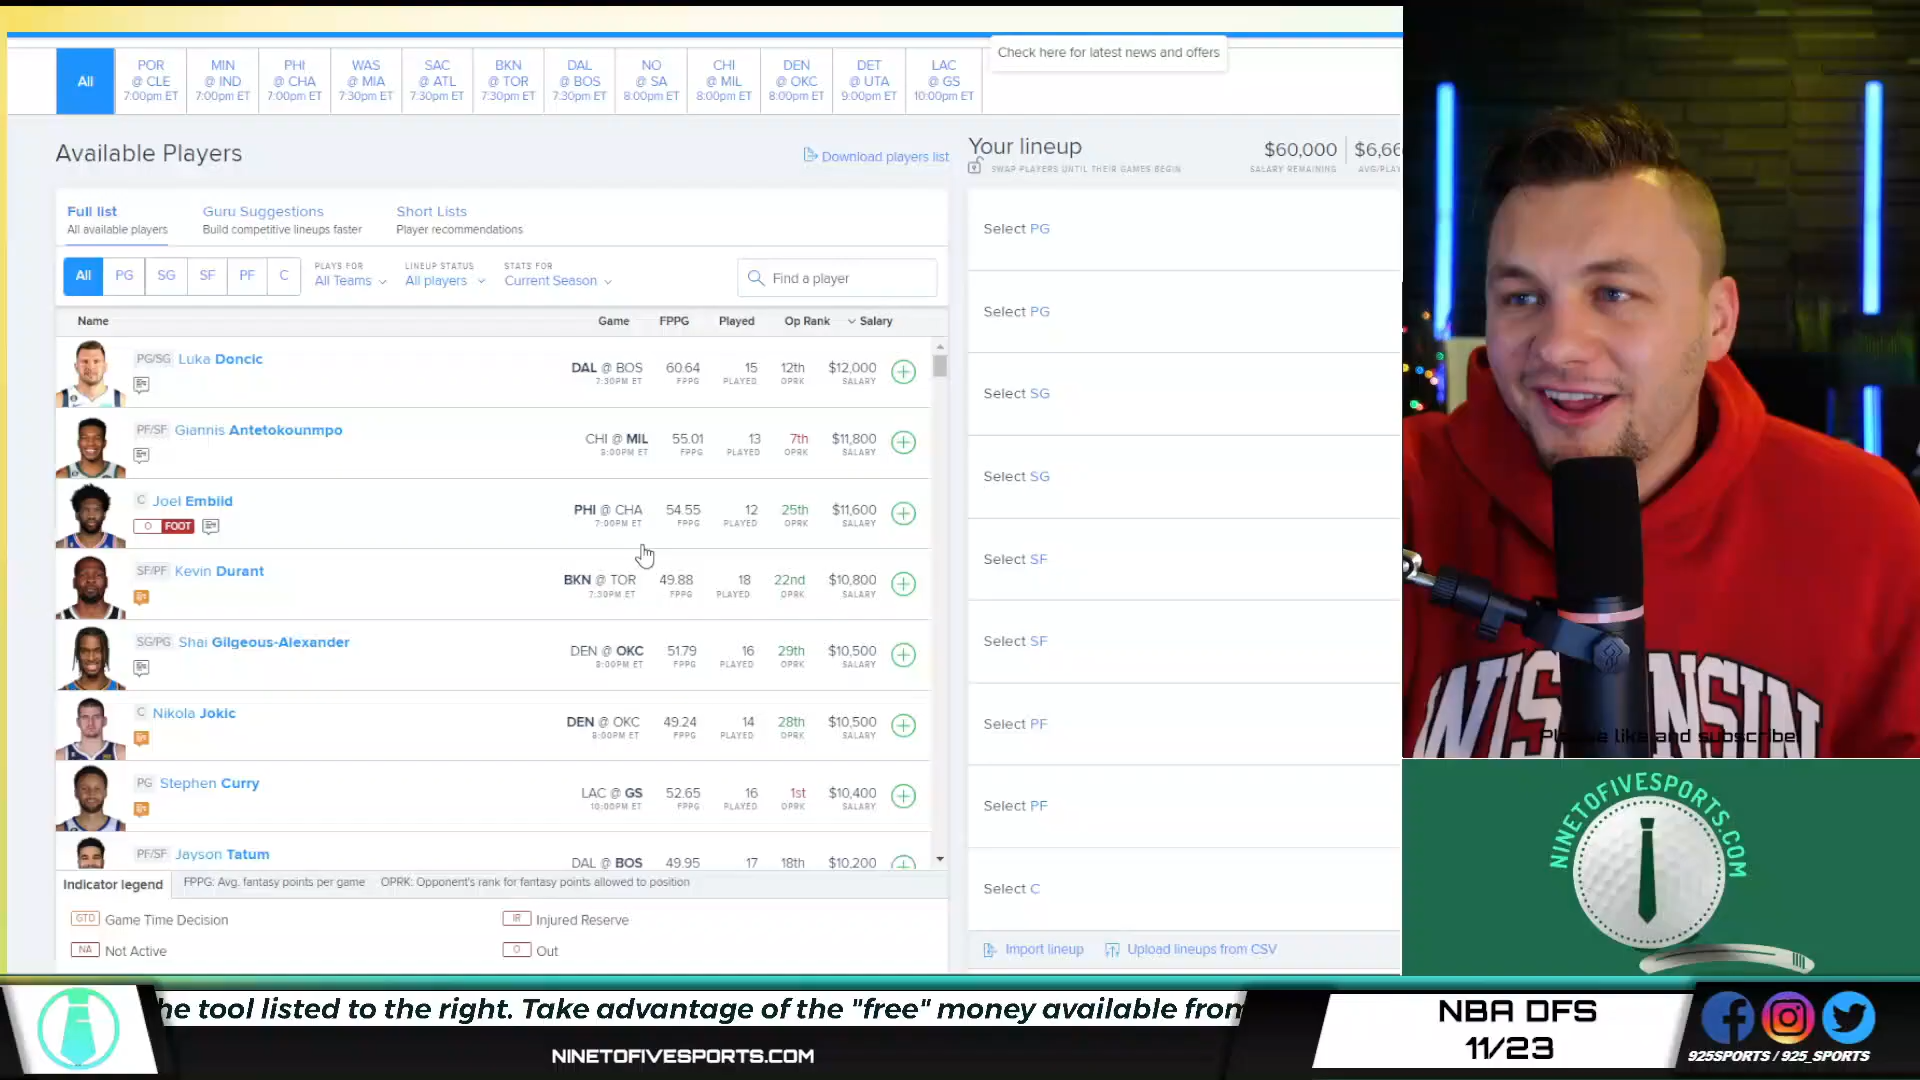 All
POR @ CLE 7:00pm ET
MIN @ IND 7:00pm ET
PHI @ CHA 7:00pm ET
WAS @ MIA 7:30pm ET
SAC @ ATL 7:30pm ET
BKN @ TOR 7:30pm ET
DAL @ BOS 7:30pm ET
NO @ SA 8:00pm ET
CHI @ MIL 8:00pm ET
DEN @ OKC 8:00pm ET
DET @ UTA 9:00pm ET
LAC @ GS 10:00pm ET
Check here for latest news and offers
Available Players
Download players list
Full list
All available players
Guru Suggestions
Build competitive lineups faster
Short Lists
Player recommendations
All PG SG SF PF C
PLAYS FOR
All Teams
LINEUP STATUS
All players
STATS FOR
Current Season
Find a player
Name Game FPPG Played Op Rank Salary
PG/SG Luka Doncic DAL @ BOS 60.64 15 12th $12,000
7:30PM ET FPPG PLAYED OPRK SALARY
PF/SF Giannis Antetokounmpo CHI @ MIL 55.01 13 7th $11,800
8:00PM ET FPPG PLAYED OPRK SALARY
C Joel Embiid PHI @ CHA 54.55 12 25th $11,600
O FOOT 7:00PM ET FPPG PLAYED OPRK SALARY
SF/PF Kevin Durant BKN @ TOR 49.88 18 22nd $10,800
7:30PM ET FPPG PLAYED OPRK SALARY
SG/PG Shai Gilgeous-Alexander DEN @ OKC 51.79 16 29th $10,500
8:00PM ET FPPG PLAYED OPRK SALARY
C Nikola Jokic DEN @ OKC 49.24 14 28th $10,500
8:00PM ET FPPG PLAYED OPRK SALARY
PG Stephen Curry LAC @ GS 52.65 16 1st $10,400
10:00PM ET FPPG PLAYED OPRK SALARY
PF/SF Jayson Tatum DAL @ BOS 49.95 17 18th $10,200
Indicator legend
FPPG: Avg. fantasy points per game OPRK: Opponent's rank for fantasy points allowed to position
GTD Game Time Decision
IR Injured Reserve
NA Not Active
O Out
Your lineup
SWAP PLAYERS UNTIL THEIR GAMES BEGIN
$60,000
SALARY REMAINING
$6,66
AVG/PLAY
Select PG
Select PG
Select SG
Select SG
Select SF
Select SF
Select PF
Select PF
Select C
Import lineup
Upload lineups from CSV
WISCONSIN
Please like and subscribe
NINETOFIVESPORTS.COM
he tool listed to the right. Take advantage of the "free" money available from
NINETOFIVESPORTS.COM
NBA DFS
11/23
925SPORTS / 925_SPORTS